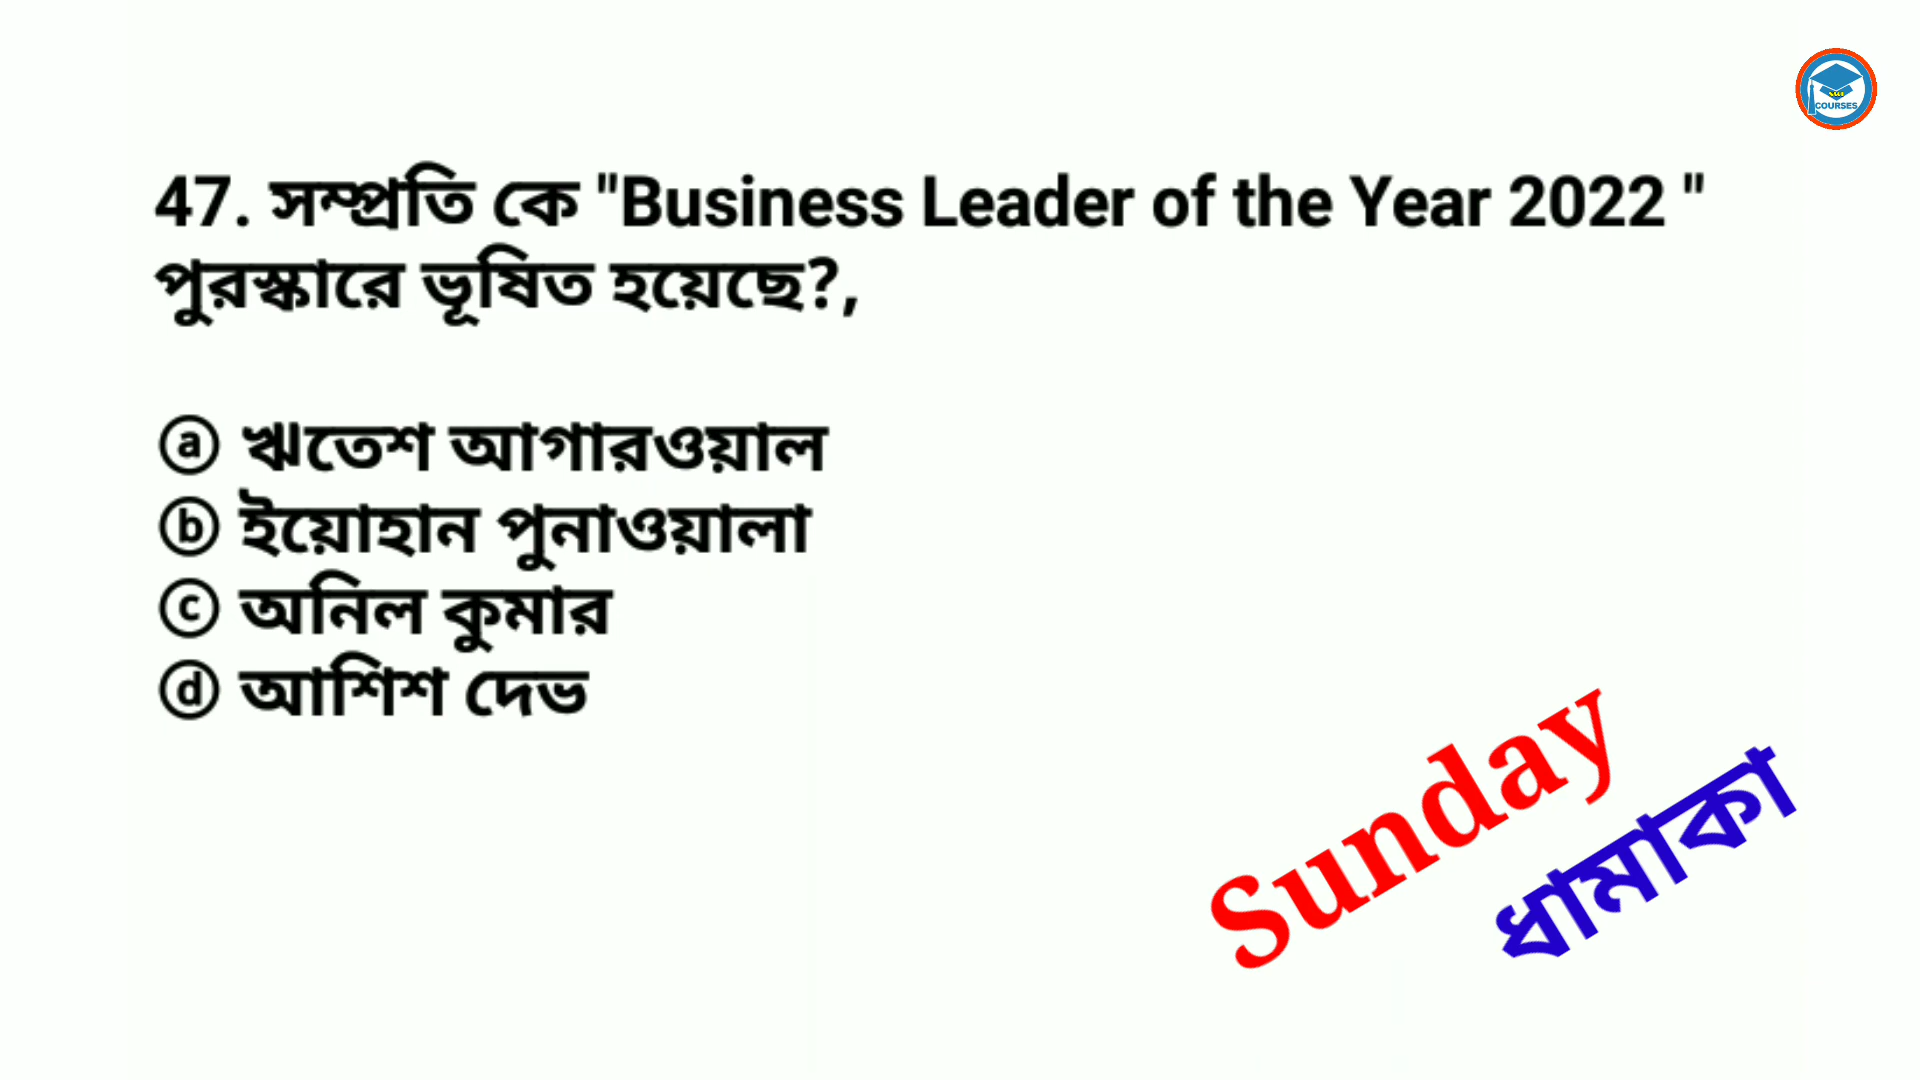 47. সম্প্রতি কে "Business Leader of the Year 2022 "
পুরস্কারে ভূষিত হয়েছে?,
ⓐ ঋতেশ আগারওয়াল
ⓑ ইয়োহান পুনাওয়ালা
ⓒ অনিল কুমার
ⓓ আশিশ দেভ
Sunday
ধামাকা
COURSES